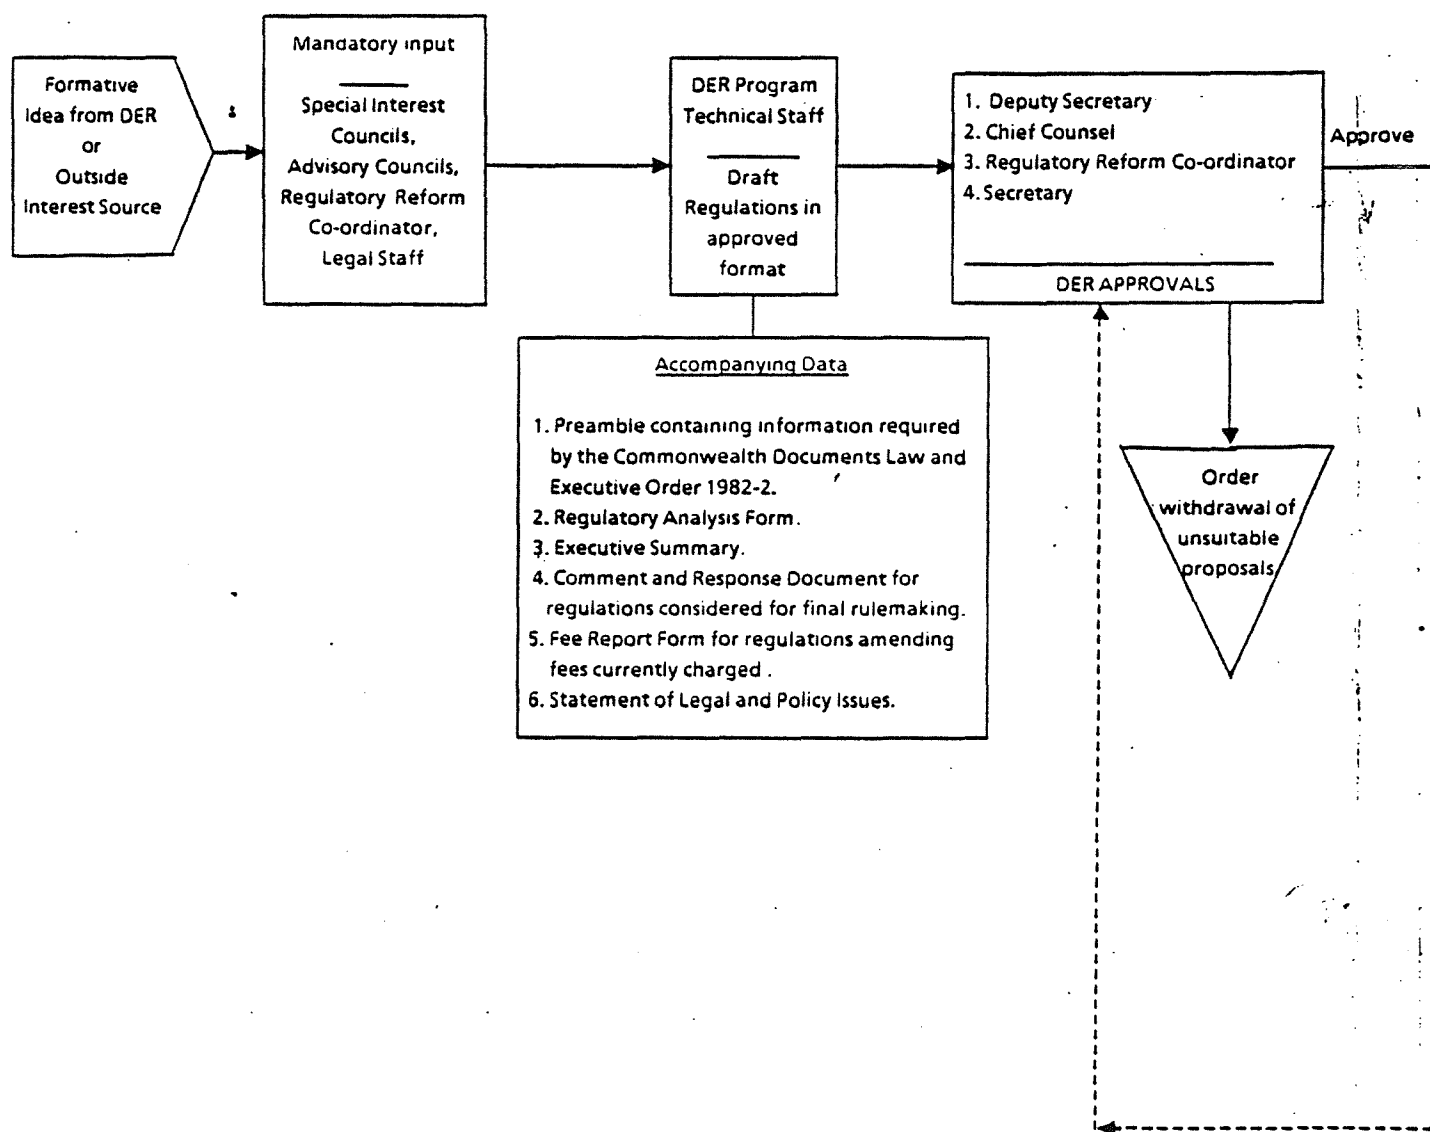 Formative
Idea from DER
or
Outside
Interest Source
Mandatory input
Special Interest
Councils,
Advisory Councils,
Regulatory Reform
Co-ordinator,
Legal Staff
DER Program
Technical Staff
Draft
Regulations in
approved
format
1. Deputy Secretary
2. Chief Counsel
3. Regulatory Reform Co-ordinator
4. Secretary
DER APPROVALS
Approve
Accompanying Data
1. Preamble containing information required
by the Commonwealth Documents Law and
Executive Order 1982-2.
2. Regulatory Analysis Form.
3. Executive Summary.
4. Comment and Response Document for
regulations considered for final rulemaking.
5. Fee Report Form for regulations amending
fees currently charged .
6. Statement of Legal and Policy Issues.
Order
withdrawal of
unsuitable
proposals